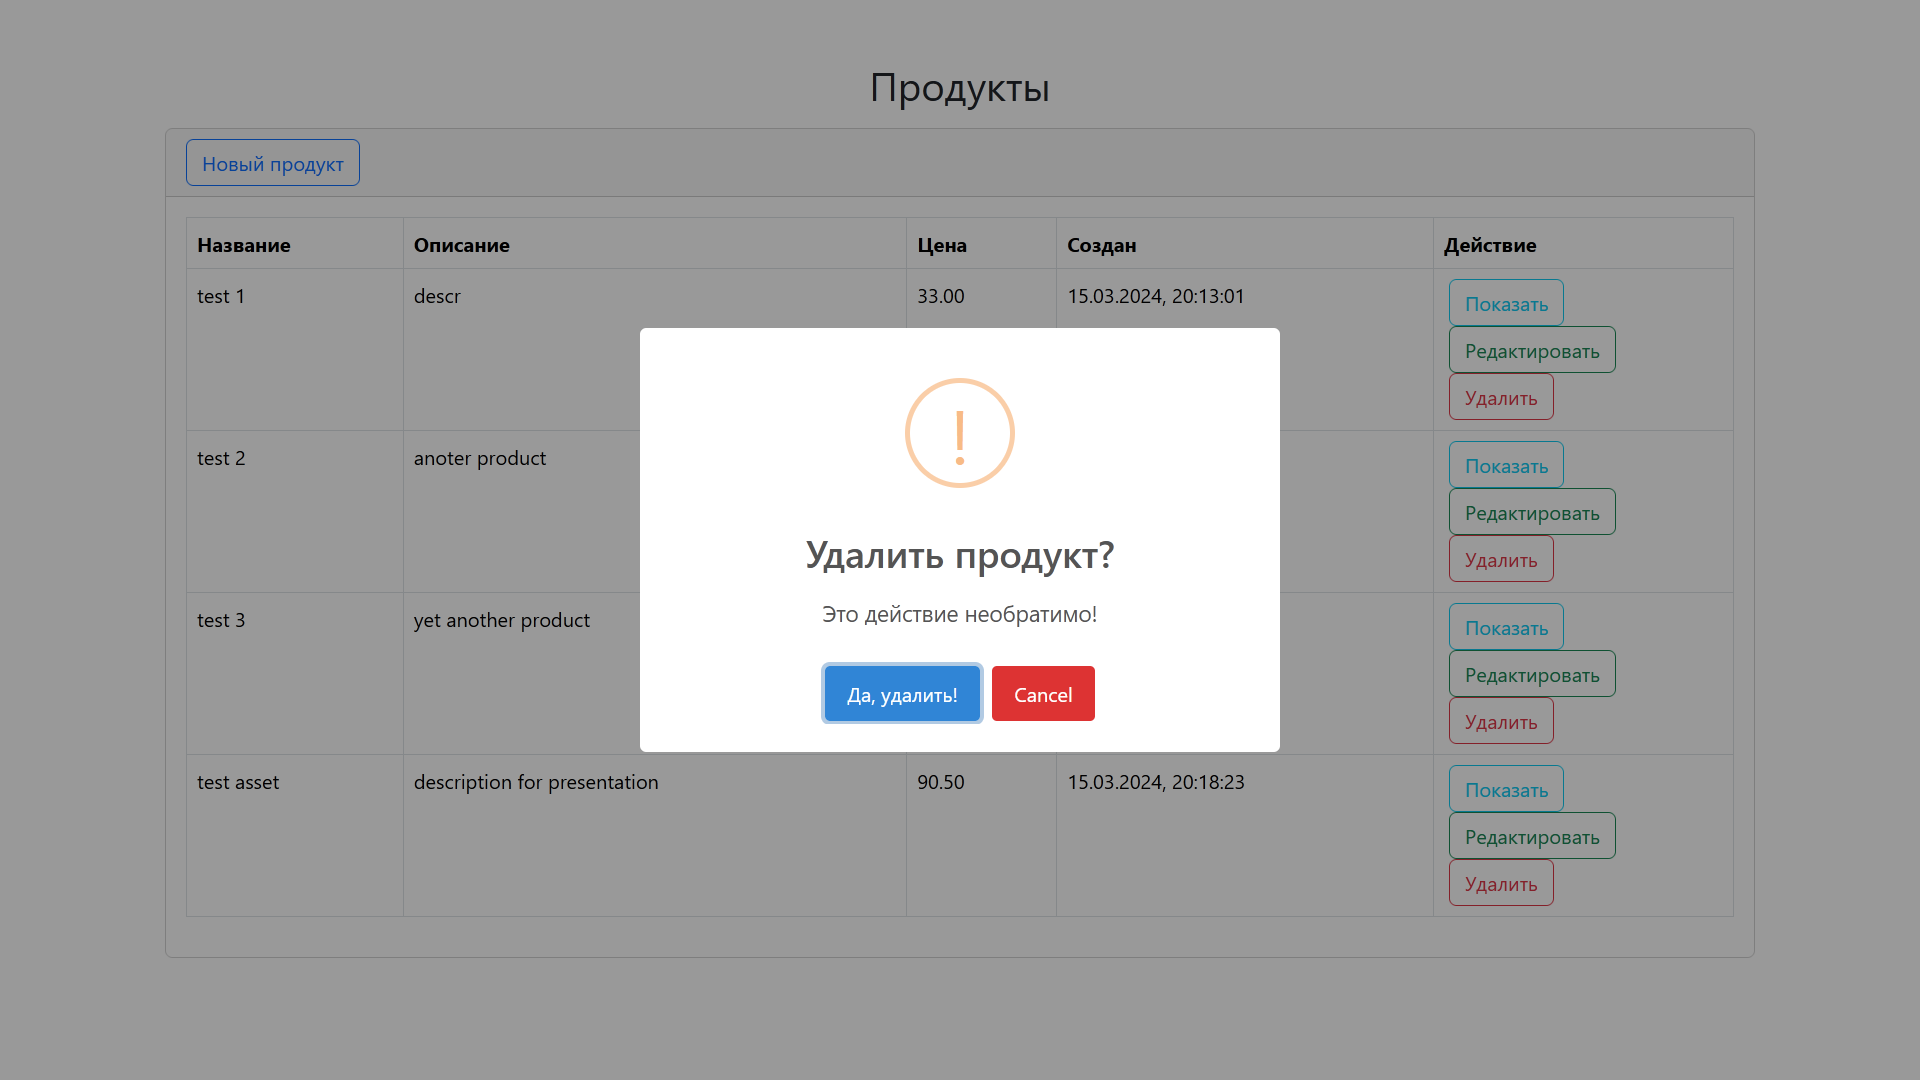 Продукты
Новый продукт
Название Описание Цена Создан Действие
test 1 descr 33.00 15.03.2024, 20:13:01 Показать
Редактировать
Удалить
test 2 anoter product Показать
Редактировать
Удалить
test 3 yet another product Показать
Редактировать
Удалить
test asset description for presentation 90.50 15.03.2024, 20:18:23 Показать
Редактировать
Удалить
!
Удалить продукт?
Это действие необратимо!
Да, удалить! Cancel